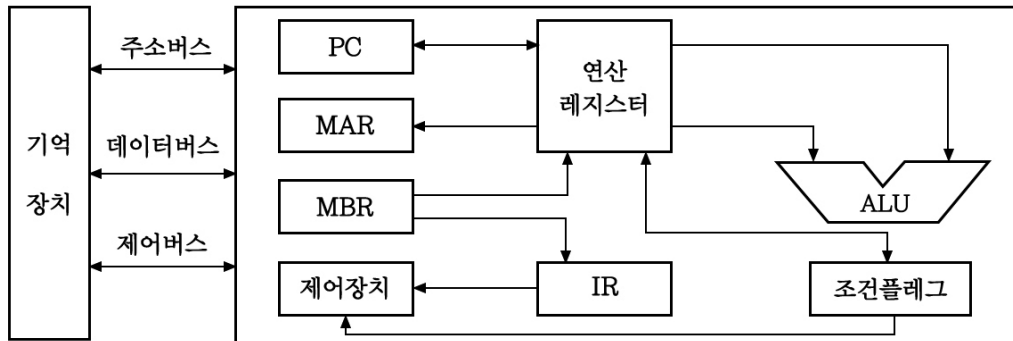 기억
장치
주소버스
데이터버스
제어버스
PC
MAR
MBR
제어장치
연산
레지스터
IR
ALU
조건플레그